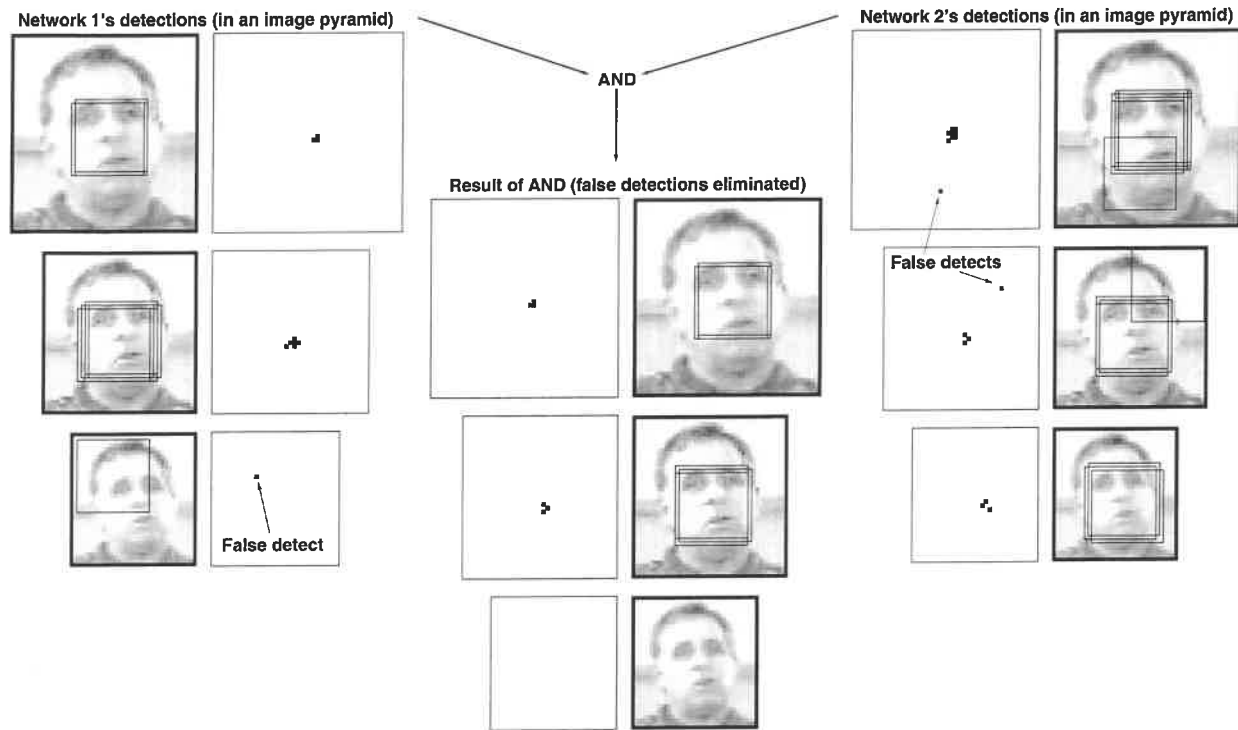 Network 1's detections (in an image pyramid)
Network 2's detections (in an image pyramid)
AND
Result of AND (false detections eliminated)
False detects
False detect